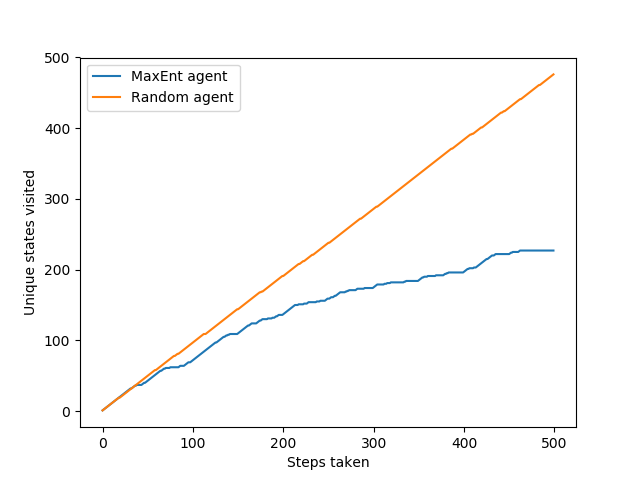 MaxEnt agent
Random agent
Unique states visited
500
400
300
200
100
0
0 100 200 300 400 500
Steps taken